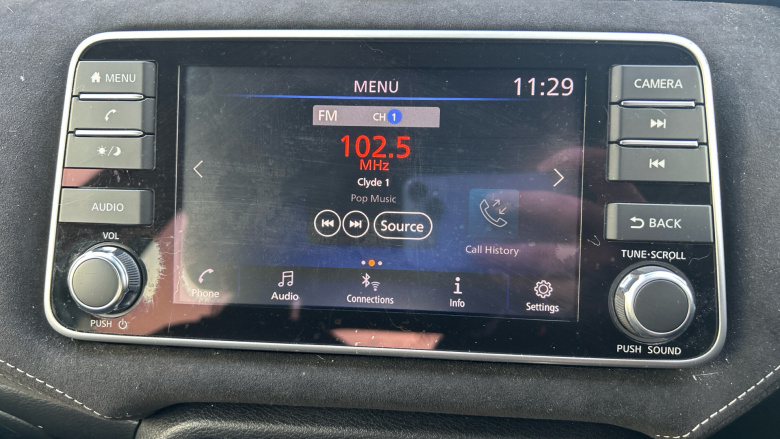 MENU
AUDIO
VOL
PUSH
MENU
11:29
FM CH 1
102.5
MHz
Clyde 1
Pop Music
Source
Call History
Phone
Audio
Connections
Info
Settings
CAMERA
BACK
TUNE·SCROLL
PUSH SOUND